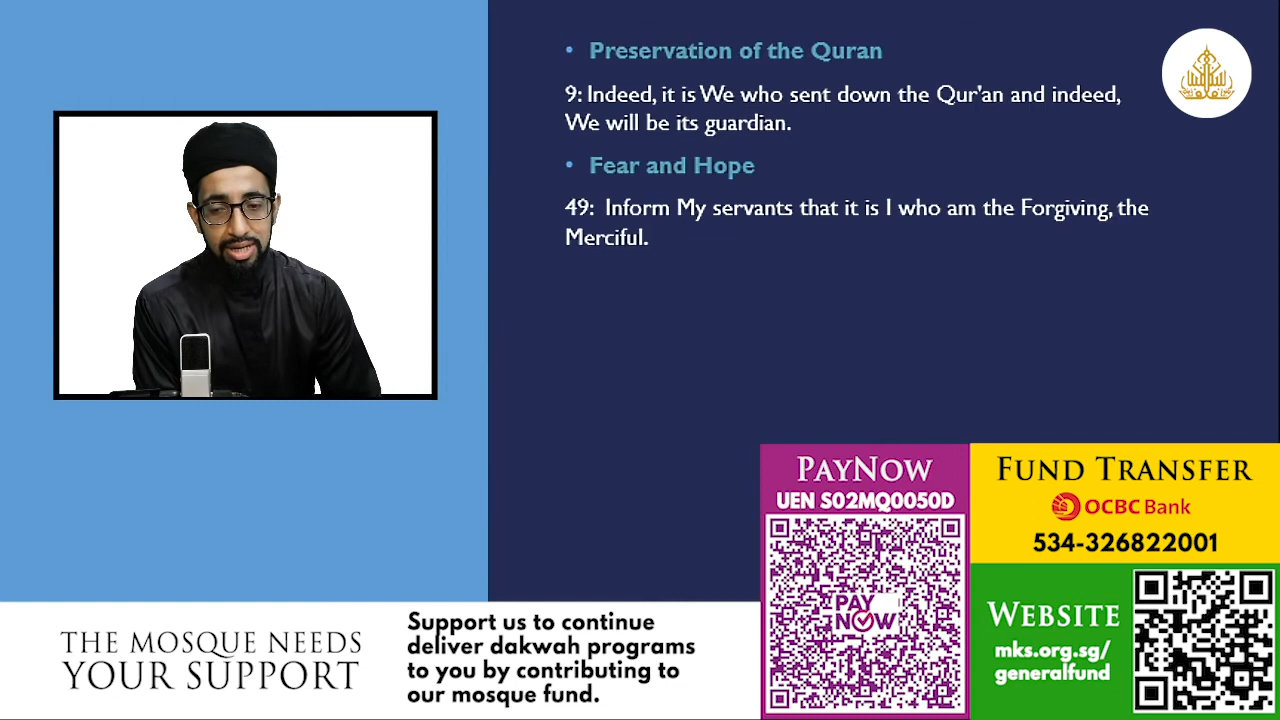 • Preservation of the Quran
9: Indeed, it is We who sent down the Qur'an and indeed,
We will be its guardian.
• Fear and Hope
49: Inform My servants that it is I who am the Forgiving, the
Merciful.
PAYNOW
UEN S02MQ0050D
PAY
NOW
FUND TRANSFER
OCBC Bank
534-326822001
WEBSITE
mks.org.sg/
generalfund
THE MOSQUE NEEDS
YOUR SUPPORT
Support us to continue
deliver dakwah programs
to you by contributing to
our mosque fund.